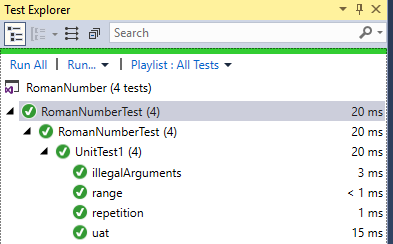 Test Explorer
Search
Run All | Run... | Playlist : All Tests
RomanNumber (4 tests)
RomanNumberTest (4) 20 ms
RomanNumberTest (4) 20 ms
UnitTest1 (4) 20 ms
illegalArguments 3 ms
range < 1 ms
repetition 1 ms
uat 15 ms